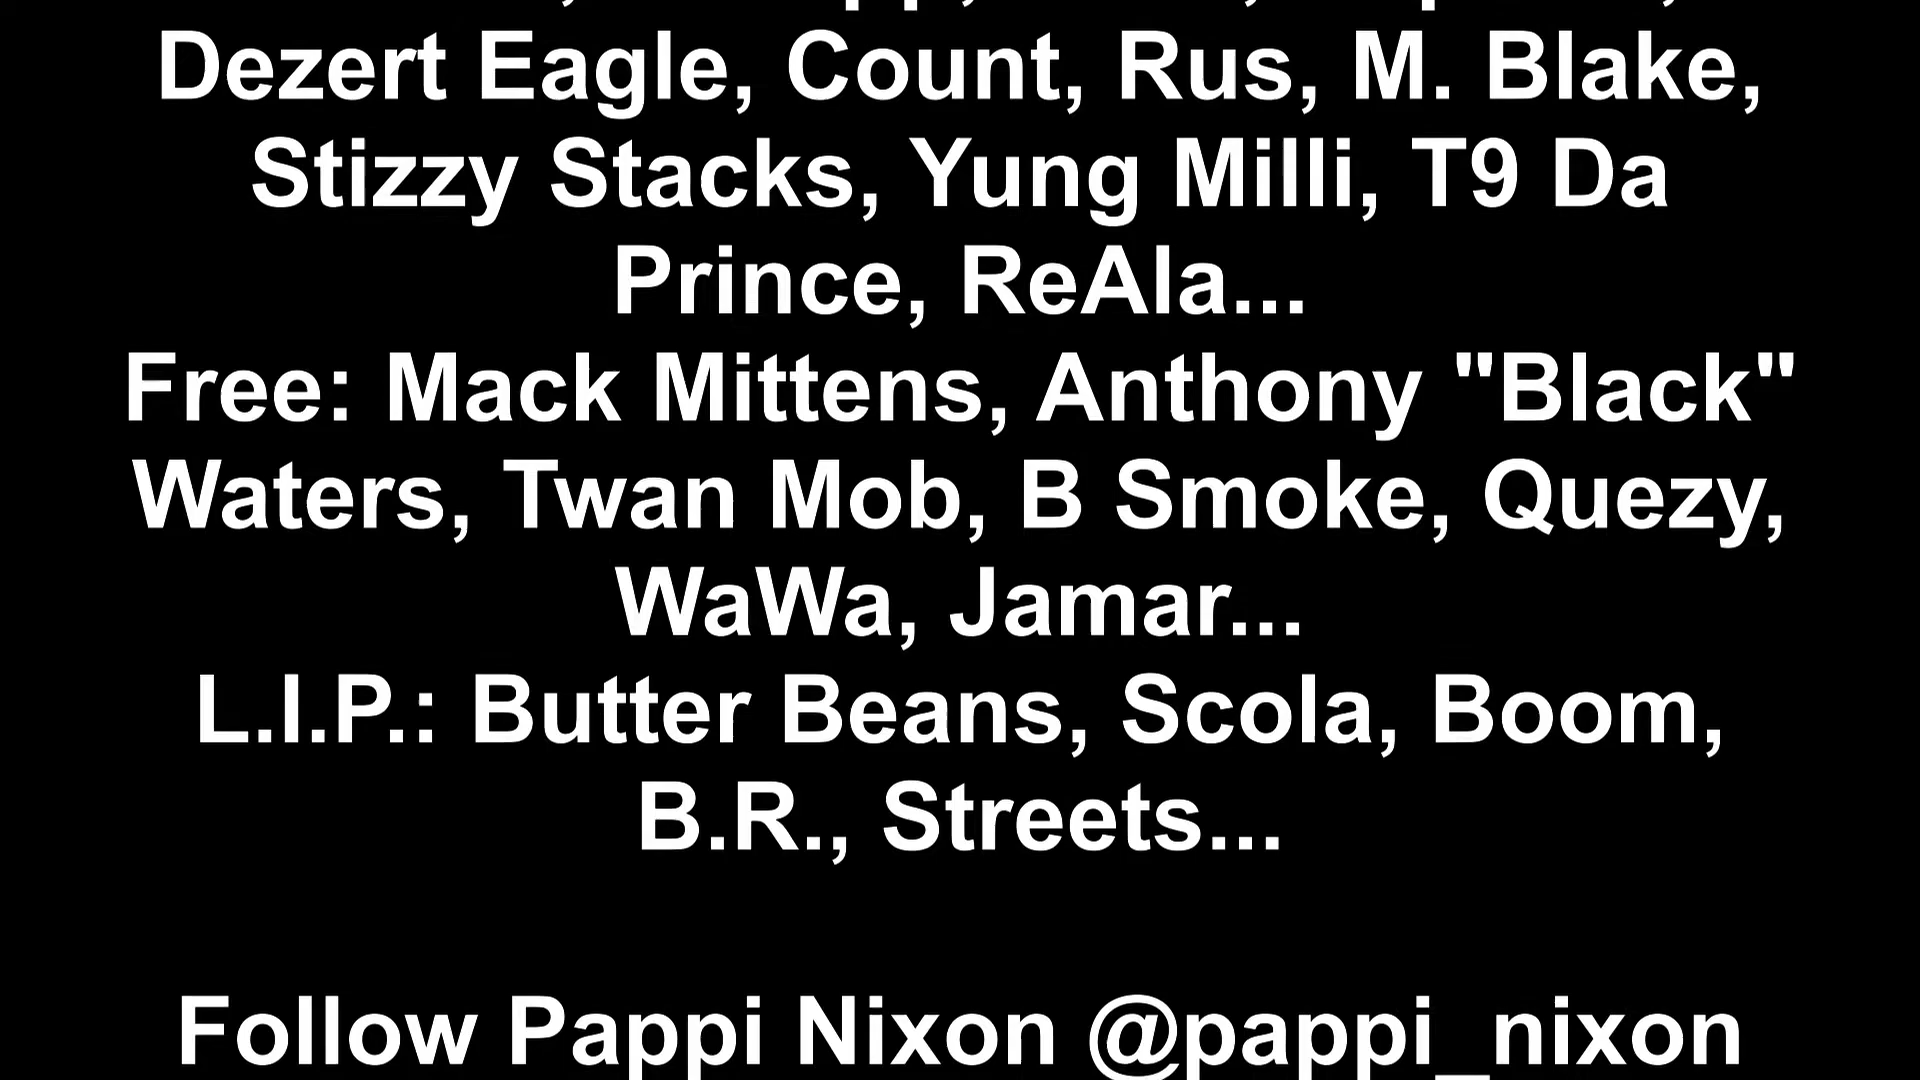 Dezert Eagle, Count, Rus, M. Blake,
Stizzy Stacks, Yung Milli, T9 Da
Prince, ReAla...
Free: Mack Mittens, Anthony "Black"
Waters, Twan Mob, B Smoke, Quezy,
WaWa, Jamar...
L.I.P.: Butter Beans, Scola, Boom,
B.R., Streets...
Follow Pappi Nixon @pappi_nixon